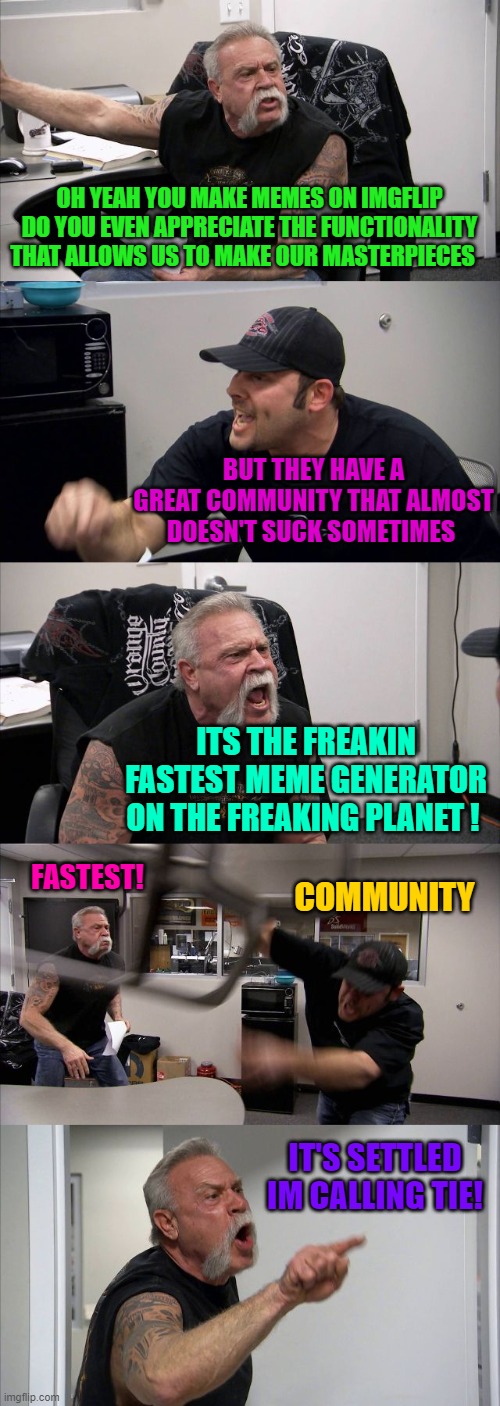 OH YEAH YOU MAKE MEMES ON IMGFLIP
DO YOU EVEN APPRECIATE THE FUNCTIONALITY
THAT ALLOWS US TO MAKE OUR MASTERPIECES
BUT THEY HAVE A
GREAT COMMUNITY THAT ALMOST
DOESN'T SUCK SOMETIMES
Orange
County
ITS THE FREAKIN
FASTEST MEME GENERATOR
ON THE FREAKING PLANET !
FASTEST!
COMMUNITY
IT'S SETTLED
IM CALLING TIE!
imgflip.com